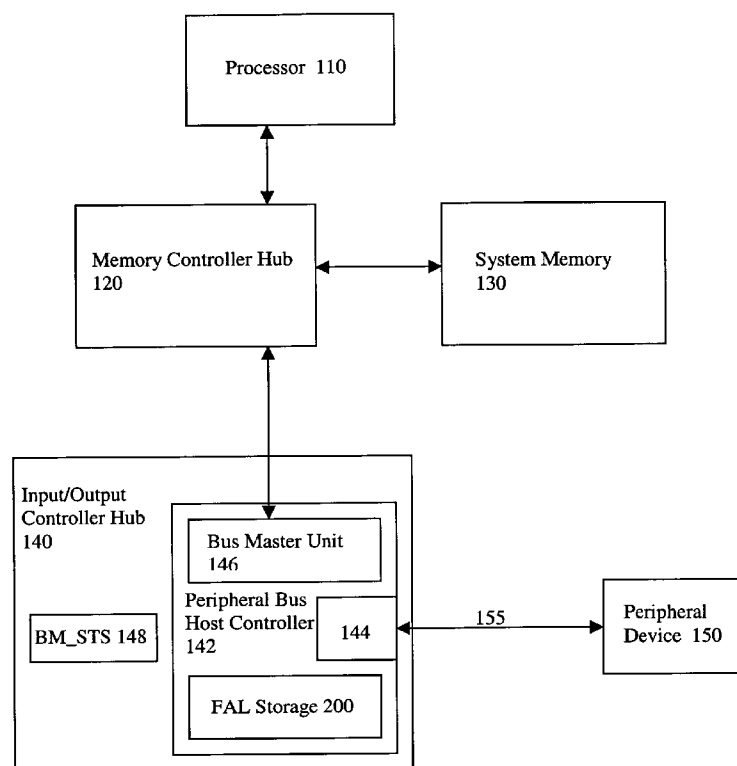 Processor 110
Memory Controller Hub
120
System Memory
130
Input/Output
Controller Hub
140
Bus Master Unit
146
Peripheral Bus
Host Controller
142
144
BM_STS 148
FAL Storage 200
155
Peripheral
Device 150